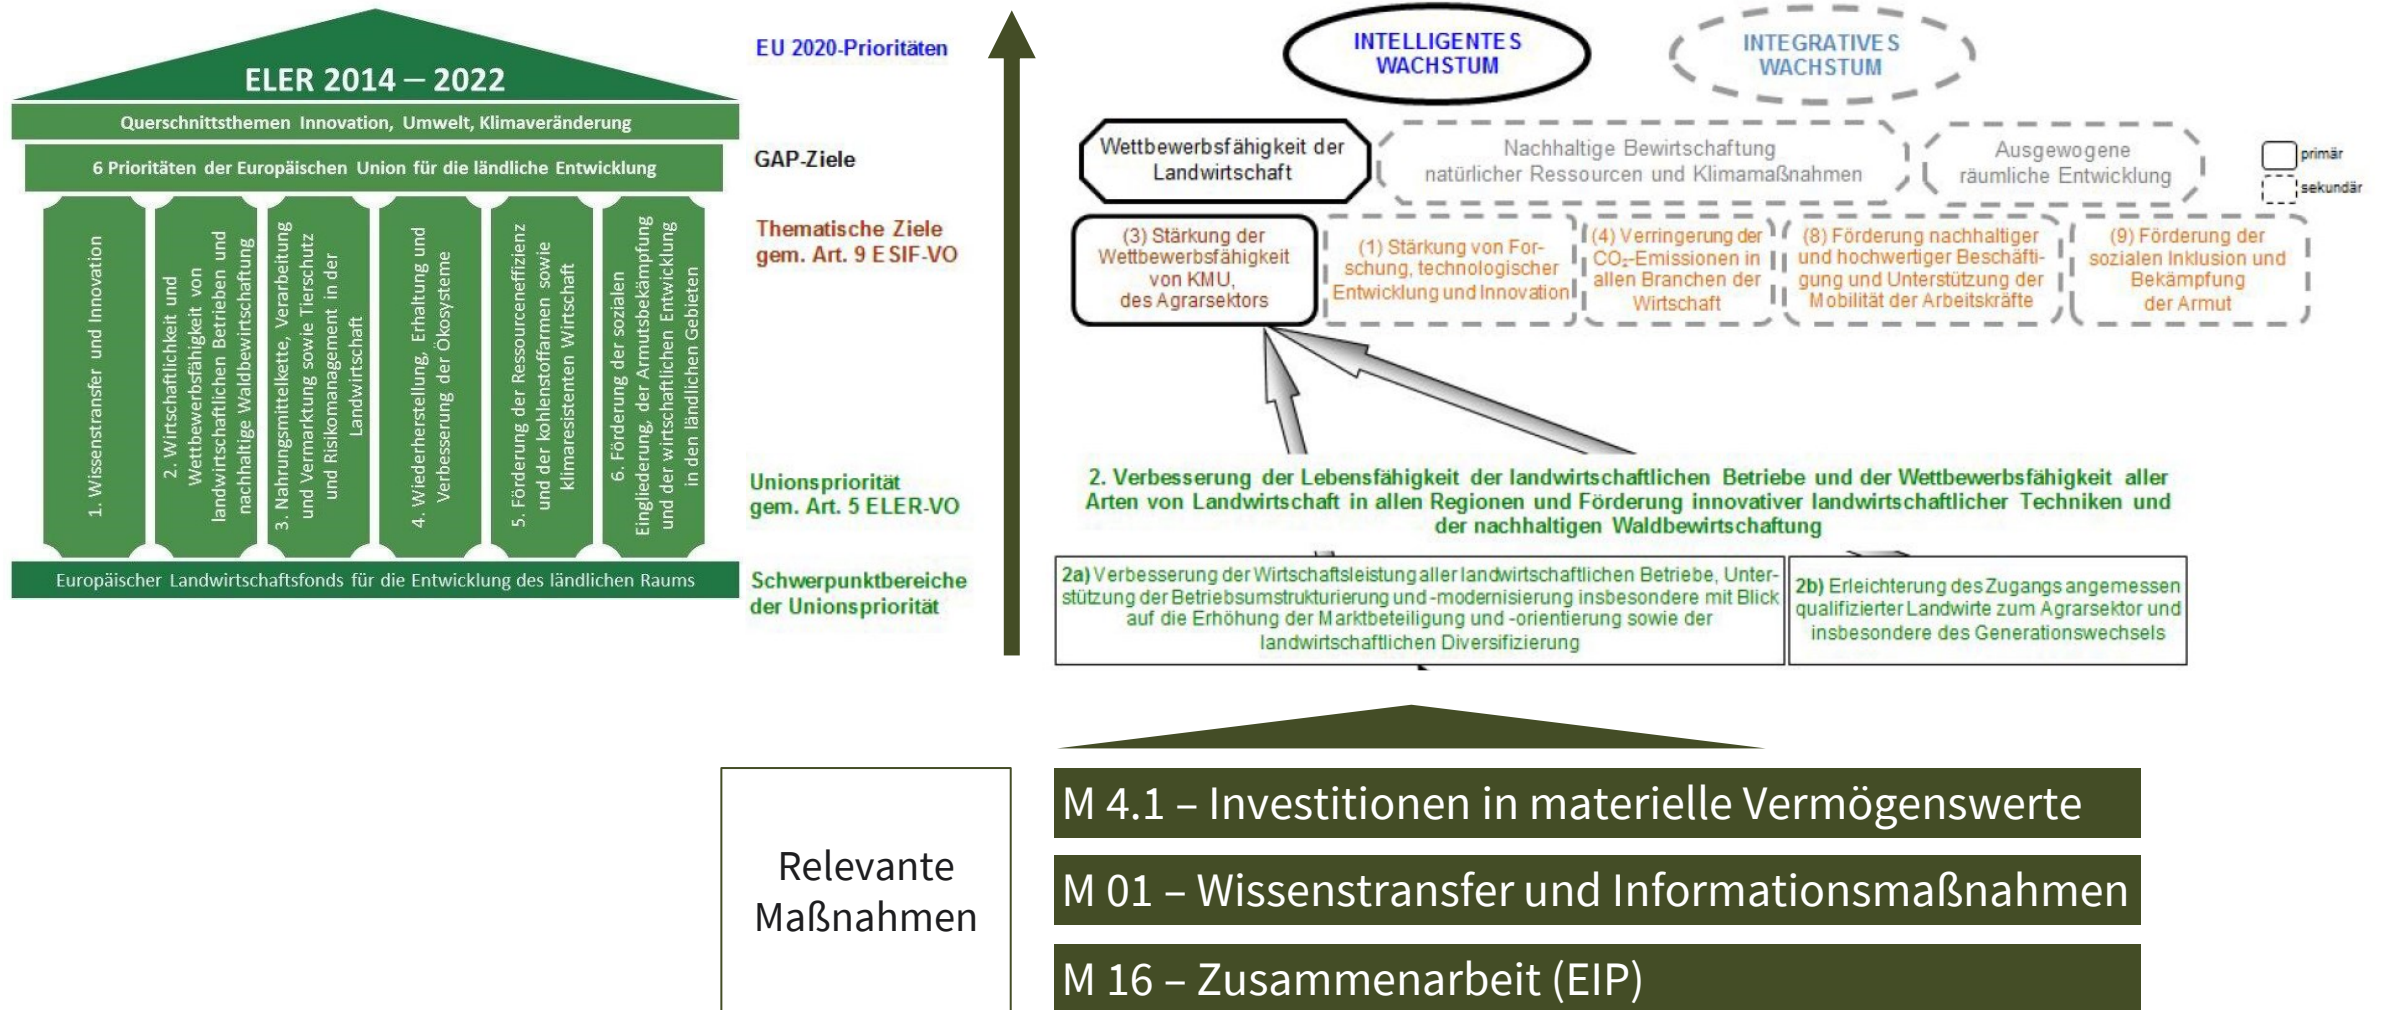 ELER 2014 – 2022
Querschnittsthemen Innovation, Umwelt, Klimaveränderung
6 Prioritäten der Europäischen Union für die ländliche Entwicklung
1. Wissenstransfer und Innovation
2. Wirtschaftlichkeit und
Wettbewerbsfähigkeit von
landwirtschaftlichen Betrieben und
nachhaltige Waldbewirtschaftung
3. Nahrungsmittelkette, Verarbeitung
und Vermarktung sowie Tierschutz
und Risikomanagement in der
Landwirtschaft
4. Wiederherstellung, Erhaltung und
Verbesserung der Ökosysteme
5. Förderung der Ressourceneffizienz
und der kohlenstoffarmen sowie
klimaresistenten Wirtschaft
6. Förderung der sozialen
Eingliederung, der Armutsbekämpfung
und der wirtschaftlichen Entwicklung
in den ländlichen Gebieten
Europäischer Landwirtschaftsfonds für die Entwicklung des ländlichen Raums
EU 2020-Prioritäten
INTELLIGENTES
WACHSTUM
INTEGRATIVES
WACHSTUM
GAP-Ziele
Wettbewerbsfähigkeit der
Landwirtschaft
Nachhaltige Bewirtschaftung
natürlicher Ressourcen und Klimamaßnahmen
Ausgewogene
räumliche Entwicklung
primär
sekundär
Thematische Ziele
gem. Art. 9 ESIF-VO
(3) Stärkung der
Wettbewerbsfähigkeit
von KMU,
des Agrarsektors
(1) Stärkung von For-
schung, technologischer
Entwicklung und Innovation
(4) Verringerung der
CO₂-Emissionen in
allen Branchen der
Wirtschaft
(8) Förderung nachhaltiger
und hochwertiger Beschäfti-
gung und Unterstützung der
Mobilität der Arbeitskräfte
(9) Förderung der
sozialen Inklusion und
Bekämpfung
der Armut
Unionspriorität
gem. Art. 5 ELER-VO
2. Verbesserung der Lebensfähigkeit der landwirtschaftlichen Betriebe und der Wettbewerbsfähigkeit aller
Arten von Landwirtschaft in allen Regionen und Förderung innovativer landwirtschaftlicher Techniken und
der nachhaltigen Waldbewirtschaftung
Schwerpunktbereiche
der Unionspriorität
2a) Verbesserung der Wirtschaftsleistung aller landwirtschaftlichen Betriebe, Unter-
stützung der Betriebsumstrukturierung und -modernisierung insbesondere mit Blick
auf die Erhöhung der Marktbeteiligung und -orientierung sowie der
landwirtschaftlichen Diversifizierung
2b) Erleichterung des Zugangs angemessen
qualifizierter Landwirte zum Agrarsektor und
insbesondere des Generationswechsels
Relevante
Maßnahmen
M 4.1 – Investitionen in materielle Vermögenswerte
M 01 – Wissenstransfer und Informationsmaßnahmen
M 16 – Zusammenarbeit (EIP)